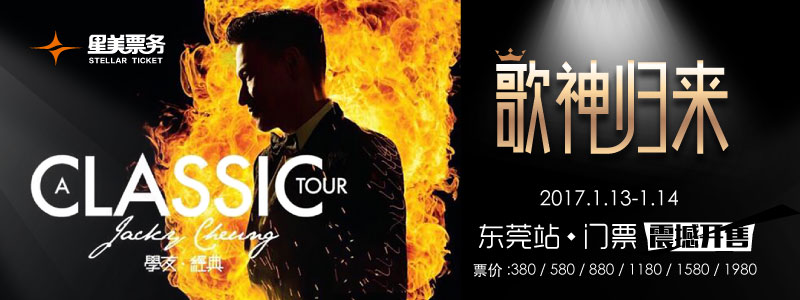 星美票务
STELLAR TICKET
A CLASSIC TOUR
Jacky Cheung
學友·經典
歌神归来
2017.1.13-1.14
东莞站·门票 震撼开售
票价:380 / 580 / 880 / 1180 / 1580 / 1980